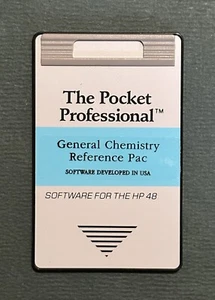 The Pocket
Professional™
General Chemistry
Reference Pac
SOFTWARE DEVELOPED IN USA
SOFTWARE FOR THE HP 48